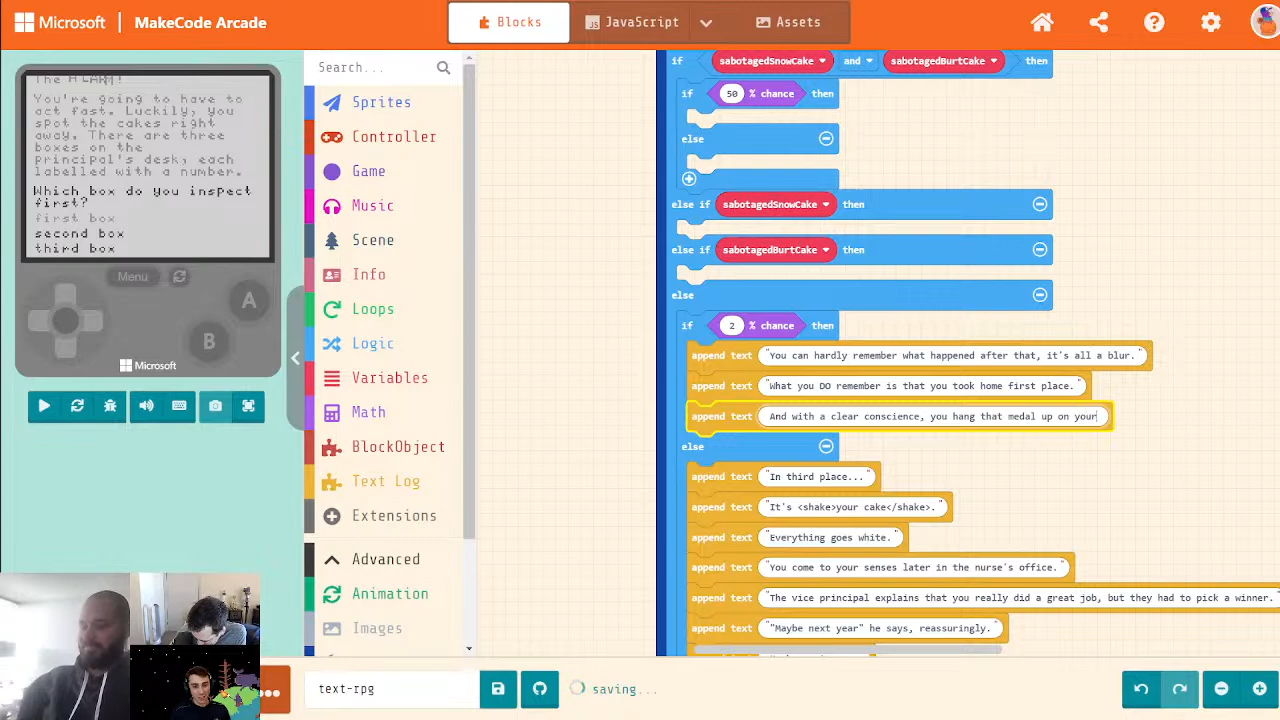 Microsoft
MakeCode Arcade
Blocks
JavaScript
Assets
The ALARM!
You're going to have to
act fast. Luckily, you
spot the cakes right
away. There are three
boxes on the
principal's desk, each
labelled with a number.
Which box do you inspect
first?
first box
second box
third box
Menu
A
B
Microsoft
Search...
Sprites
Controller
Game
Music
Scene
Info
Loops
Logic
Variables
Math
BlockObject
Text Log
Extensions
Advanced
Animation
Images
if sabotagedSnowCake and sabotagedBurtCake then
if 50 % chance then
else
else if sabotagedSnowCake then
else if sabotagedBurtCake then
else
if 2 % chance then
append text "You can hardly remember what happened after that, it's all a blur."
append text "What you DO remember is that you took home first place."
append text And with a clear conscience, you hang that medal up on your
else
append text "In third place..."
append text "It's <shake>your cake</shake>."
append text "Everything goes white."
append text "You come to your senses later in the nurse's office."
append text "The vice principal explains that you really did a great job, but they had to pick a winner."
append text ""Maybe next year" he says, reassuringly."
text-rpg
saving...